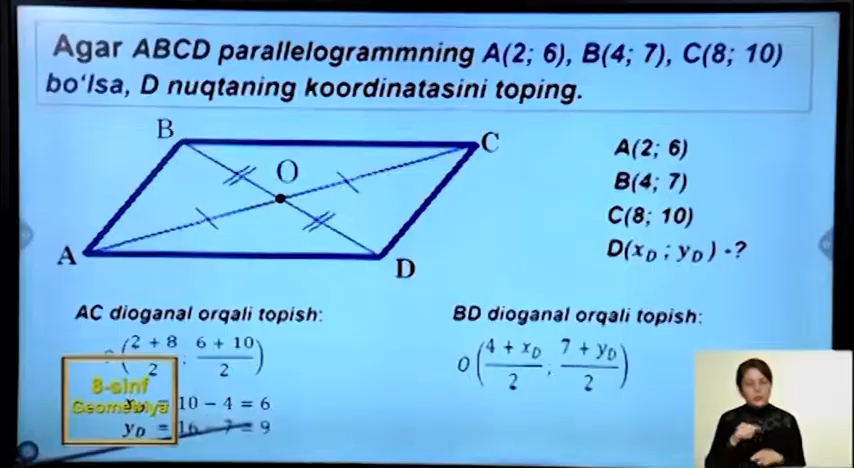 Agar ABCD parallelogrammning A(2; 6), B(4; 7), C(8; 10)
bo‘lsa, D nuqtaning koordinatasini toping.
B
C
O
A
D
A(2; 6)
B(4; 7)
C(8; 10)
D(x_D ; y_D) -?
AC dioganal orqali topish:
(2 + 8 / 2 ; 6 + 10 / 2)
BD dioganal orqali topish:
O (4 + x_D / 2 ; 7 + y_D / 2)
8-sinf
Geometriya
x_D = 10 − 4 = 6
y_D = 16 − 7 = 9